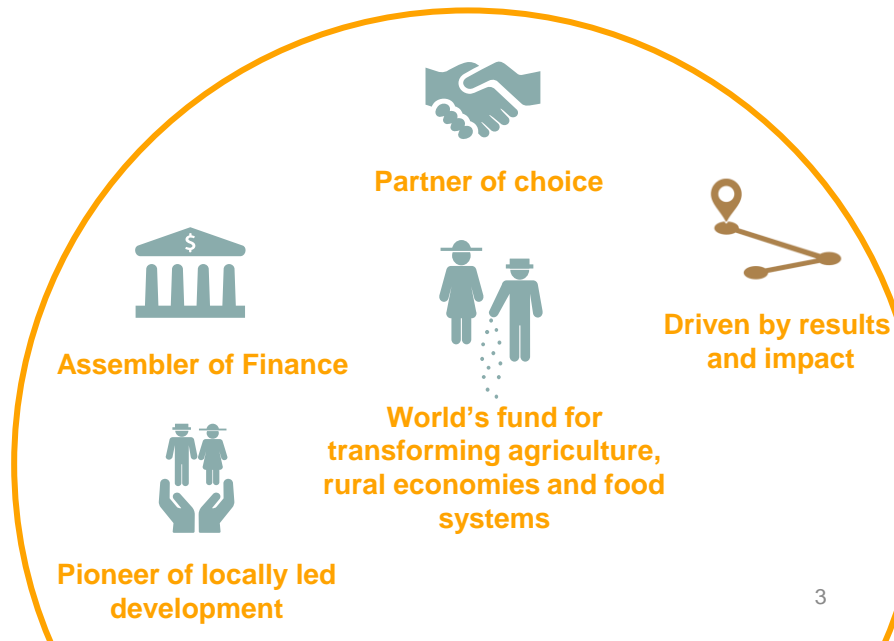 Partner of choice
$
Assembler of Finance
Driven by results
and impact
World’s fund for
transforming agriculture,
rural economies and food
systems
Pioneer of locally led
development
3